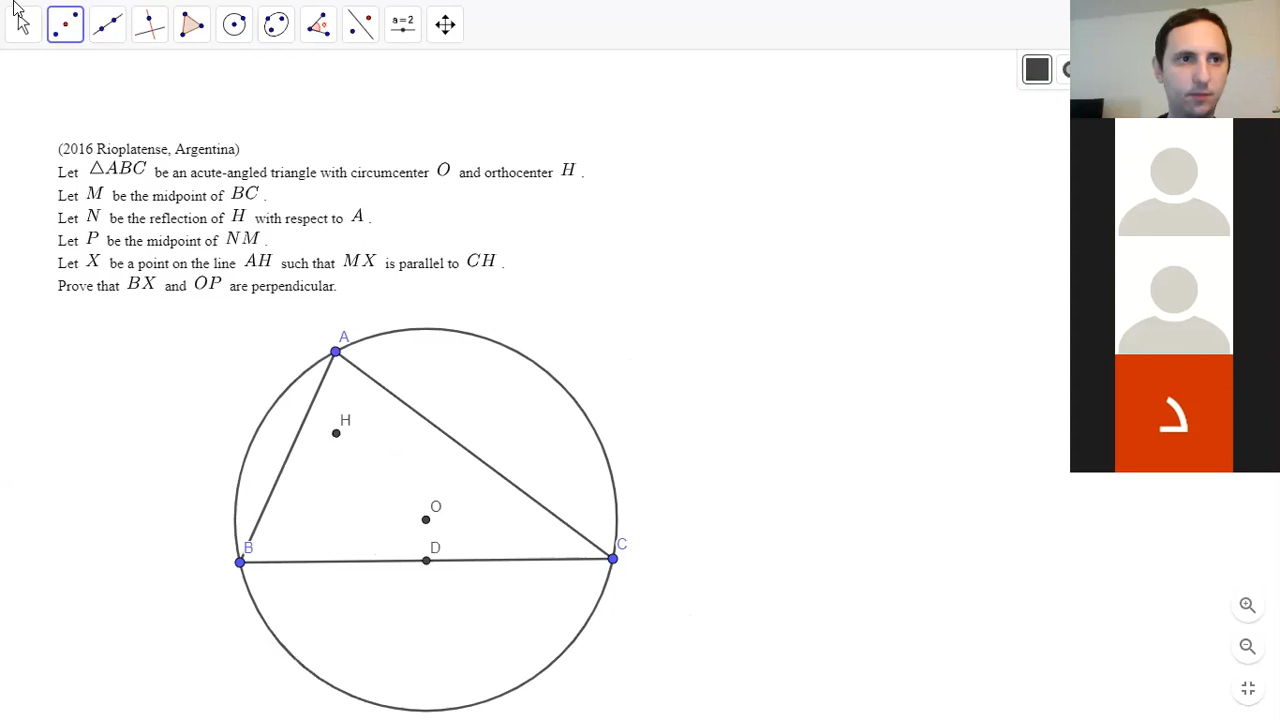 a=2
(2016 Rioplatense, Argentina)
Let △ABC be an acute-angled triangle with circumcenter O and orthocenter H .
Let M be the midpoint of BC .
Let N be the reflection of H with respect to A .
Let P be the midpoint of NM .
Let X be a point on the line AH such that MX is parallel to CH .
Prove that BX and OP are perpendicular.
A
H
O
B
D
C
ד